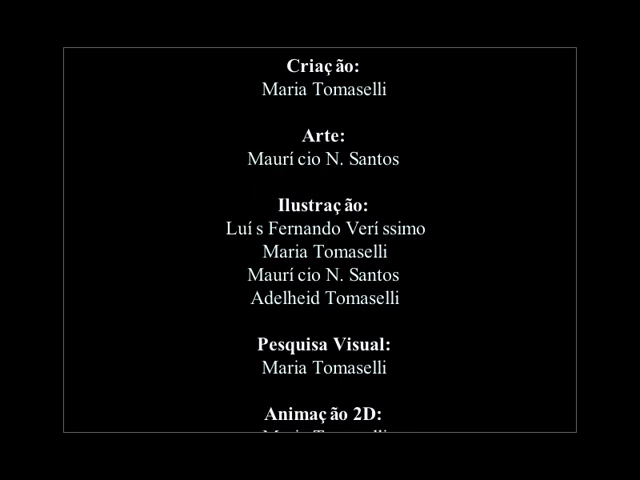 Criação:
Maria Tomaselli
Arte:
Maurício N. Santos
Ilustração:
Luís Fernando Veríssimo
Maria Tomaselli
Maurício N. Santos
Adelheid Tomaselli
Pesquisa Visual:
Maria Tomaselli
Animação 2D: